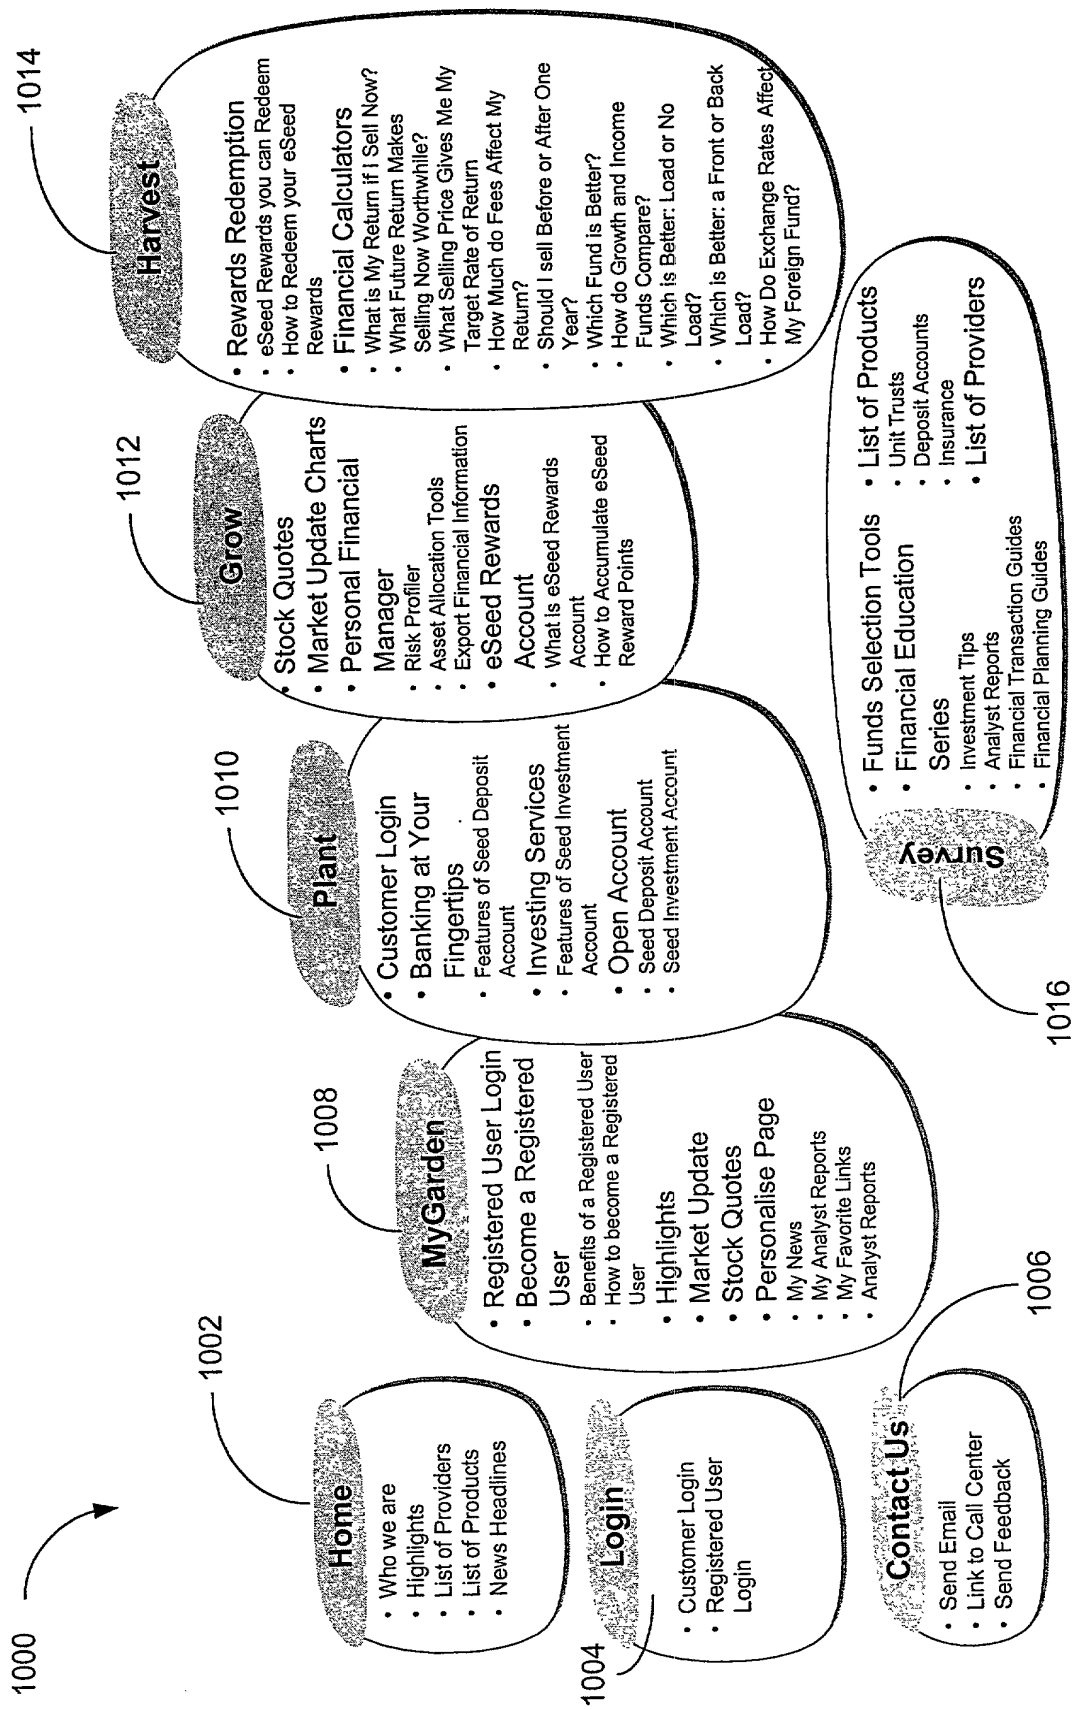 1000
1002
Home
• Who we are
• Highlights
• List of Providers
• List of Products
• News Headlines
1004
Login
• Customer Login
• Registered User
Login
1006
Contact Us
• Send Email
• Link to Call Center
• Send Feedback
1008
MyGarden
• Registered User Login
• Become a Registered
User
• Benefits of a Registered User
• How to become a Registered
User
• Highlights
• Market Update
• Stock Quotes
• Personalise Page
• My News
• My Analyst Reports
• My Favorite Links
• Analyst Reports
1010
Plant
• Customer Login
• Banking at Your
Fingertips
• Features of Seed Deposit
Account
• Investing Services
• Features of Seed Investment
Account
• Open Account
• Seed Deposit Account
• Seed Investment Account
1012
Grow
• Stock Quotes
• Market Update Charts
• Personal Financial
Manager
• Risk Profiler
• Asset Allocation Tools
• Export Financial Information
• eSeed Rewards
Account
• What is eSeed Rewards
Account
• How to Accumulate eSeed
Reward Points
1014
Harvest
• Rewards Redemption
• eSeed Rewards you can Redeem
• How to Redeem your eSeed
Rewards
• Financial Calculators
• What is My Return if I Sell Now?
• What Future Return Makes
Selling Now Worthwhile?
• What Selling Price Gives Me My
Target Rate of Return
• How Much do Fees Affect My
Return?
• Should I sell Before or After One
Year?
• Which Fund is Better?
• How do Growth and Income
Funds Compare?
• Which is Better: Load or No
Load?
• Which is Better: a Front or Back
Load?
• How Do Exchange Rates Affect
My Foreign Fund?
1016
Survey
• Funds Selection Tools
• Financial Education
Series
• Investment Tips
• Analyst Reports
• Financial Transaction Guides
• Financial Planning Guides
• List of Products
• Unit Trusts
• Deposit Accounts
• Insurance
• List of Providers